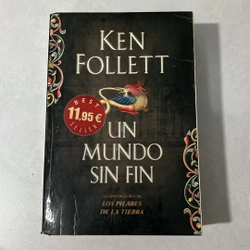 KEN
FOLLETT
BEST
11,95 €
SELLER
UN
MUNDO
SIN FIN
LOS PILARES
DE LA TIERRA